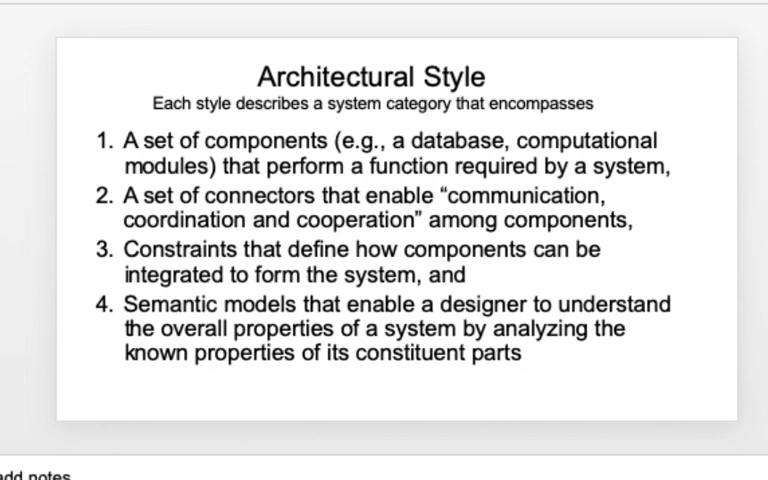 Architectural Style
Each style describes a system category that encompasses
1. A set of components (e.g., a database, computational
modules) that perform a function required by a system,
2. A set of connectors that enable “communication,
coordination and cooperation” among components,
3. Constraints that define how components can be
integrated to form the system, and
4. Semantic models that enable a designer to understand
the overall properties of a system by analyzing the
known properties of its constituent parts
add notes